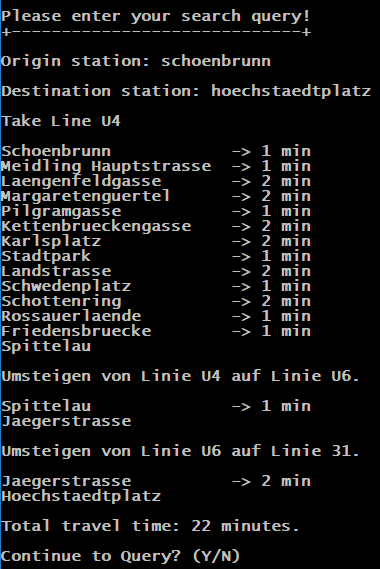 Please enter your search query!
+-----------------------------+
Origin station: schoenbrunn
Destination station: hoechstaedtplatz
Take Line U4
Schoenbrunn -> 1 min
Meidling Hauptstrasse -> 1 min
Laengenfeldgasse -> 2 min
Margaretenguertel -> 2 min
Pilgramgasse -> 1 min
Kettenbrueckengasse -> 2 min
Karlsplatz -> 2 min
Stadtpark -> 1 min
Landstrasse -> 2 min
Schwedenplatz -> 1 min
Schottenring -> 2 min
Rossauerlaende -> 1 min
Friedensbruecke -> 1 min
Spittelau
Umsteigen von Linie U4 auf Linie U6.
Spittelau -> 1 min
Jaegerstrasse
Umsteigen von Linie U6 auf Linie 31.
Jaegerstrasse -> 2 min
Hoechstaedtplatz
Total travel time: 22 minutes.
Continue to Query? (Y/N)